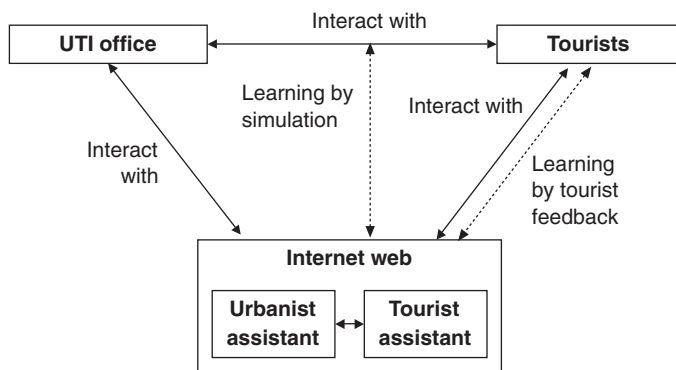 Interact with
UTI office
Tourists
Learning by
simulation
Interact with
Interact
with
Learning
by tourist
feedback
Internet web
Urbanist
assistant
Tourist
assistant